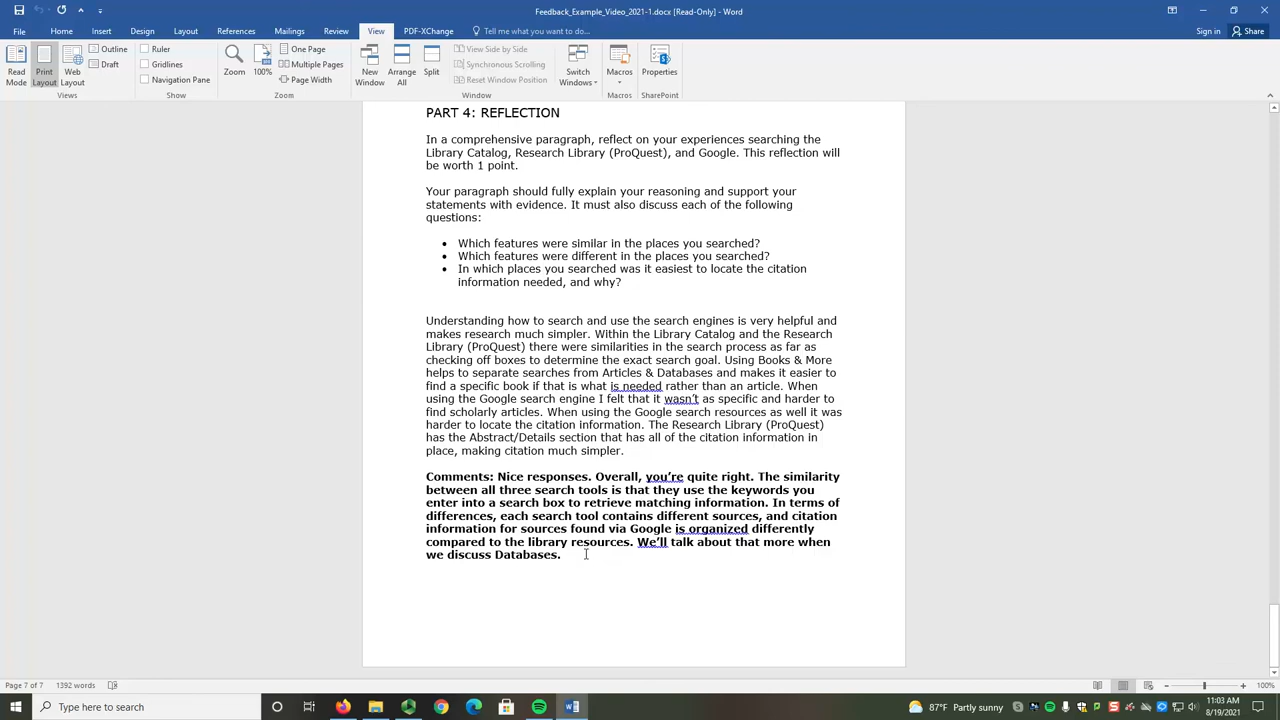 Feedback_Example_Video_2021-1.docx [Read-Only] - Word
File Home Insert Design Layout References Mailings Review View PDF-XChange Tell me what you want to do... Sign in Share
Read Mode
Print Layout
Web Layout
Outline
Draft
Views
Ruler
Gridlines
Navigation Pane
Show
Zoom
100%
One Page
Multiple Pages
Page Width
Zoom
New Window
Arrange All
Split
View Side by Side
Synchronous Scrolling
Reset Window Position
Window
Switch Windows
Macros
Macros
Properties
SharePoint
PART 4: REFLECTION
In a comprehensive paragraph, reflect on your experiences searching the
Library Catalog, Research Library (ProQuest), and Google. This reflection will
be worth 1 point.
Your paragraph should fully explain your reasoning and support your
statements with evidence. It must also discuss each of the following
questions:
• Which features were similar in the places you searched?
• Which features were different in the places you searched?
• In which places you searched was it easiest to locate the citation
information needed, and why?
Understanding how to search and use the search engines is very helpful and
makes research much simpler. Within the Library Catalog and the Research
Library (ProQuest) there were similarities in the search process as far as
checking off boxes to determine the exact search goal. Using Books & More
helps to separate searches from Articles & Databases and makes it easier to
find a specific book if that is what is needed rather than an article. When
using the Google search engine I felt that it wasn't as specific and harder to
find scholarly articles. When using the Google search resources as well it was
harder to locate the citation information. The Research Library (ProQuest)
has the Abstract/Details section that has all of the citation information in
place, making citation much simpler.
Comments: Nice responses. Overall, you're quite right. The similarity
between all three search tools is that they use the keywords you
enter into a search box to retrieve matching information. In terms of
differences, each search tool contains different sources, and citation
information for sources found via Google is organized differently
compared to the library resources. We'll talk about that more when
we discuss Databases.
Page 7 of 7 1392 words 100%
Type here to search 87°F Partly sunny 11:03 AM
8/19/2021